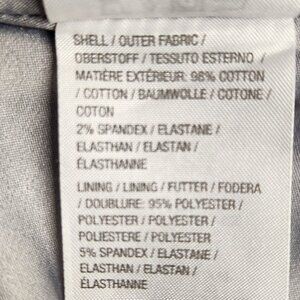 SHELL / OUTER FABRIC /
OBERSTOFF / TESSUTO ESTERNO /
MATIÈRE EXTÉRIEUR: 98% COTTON
/ COTTON / BAUMWOLLE / COTONE /
COTON
2% SPANDEX / ELASTANE /
ELASTHAN / ELASTAN /
ÉLASTHANNE
LINING / LINING / FUTTER / FODERA
/ DOUBLURE: 95% POLYESTER /
POLYESTER / POLYESTER /
POLIESTERE / POLYESTER
5% SPANDEX / ELASTANE /
ELASTHAN / ELASTAN /
ÉLASTHANNE